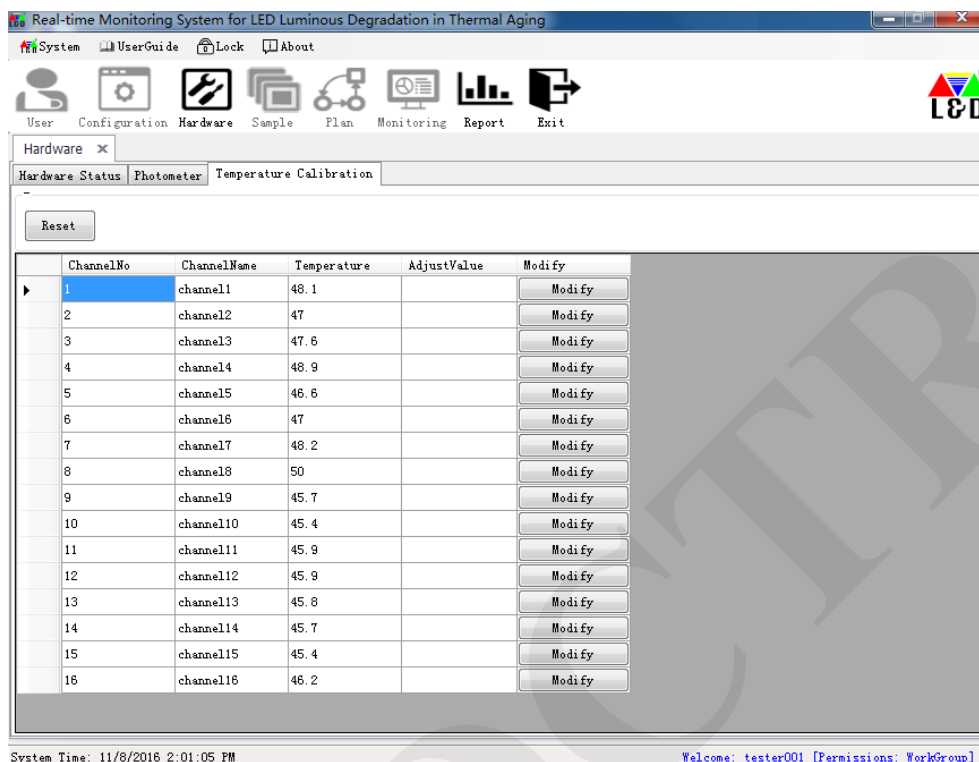 Real-time Monitoring System for LED Luminous Degradation in Thermal Aging
System UserGuide Lock About
User Configuration Hardware Sample Plan Monitoring Report Exit
L&D
Hardware
Hardware Status Photometer Temperature Calibration
Reset
ChannelNo ChannelName Temperature AdjustValue Modify
1 channel1 48.1 Modify
2 channel2 47 Modify
3 channel3 47.6 Modify
4 channel4 48.9 Modify
5 channel5 46.6 Modify
6 channel6 47 Modify
7 channel7 48.2 Modify
8 channel8 50 Modify
9 channel9 45.7 Modify
10 channel10 45.4 Modify
11 channel11 45.9 Modify
12 channel12 45.9 Modify
13 channel13 45.8 Modify
14 channel14 45.7 Modify
15 channel15 45.4 Modify
16 channel16 46.2 Modify
System Time: 11/8/2016 2:01:05 PM Welcome: tester001 [Permissions: WorkGroup]